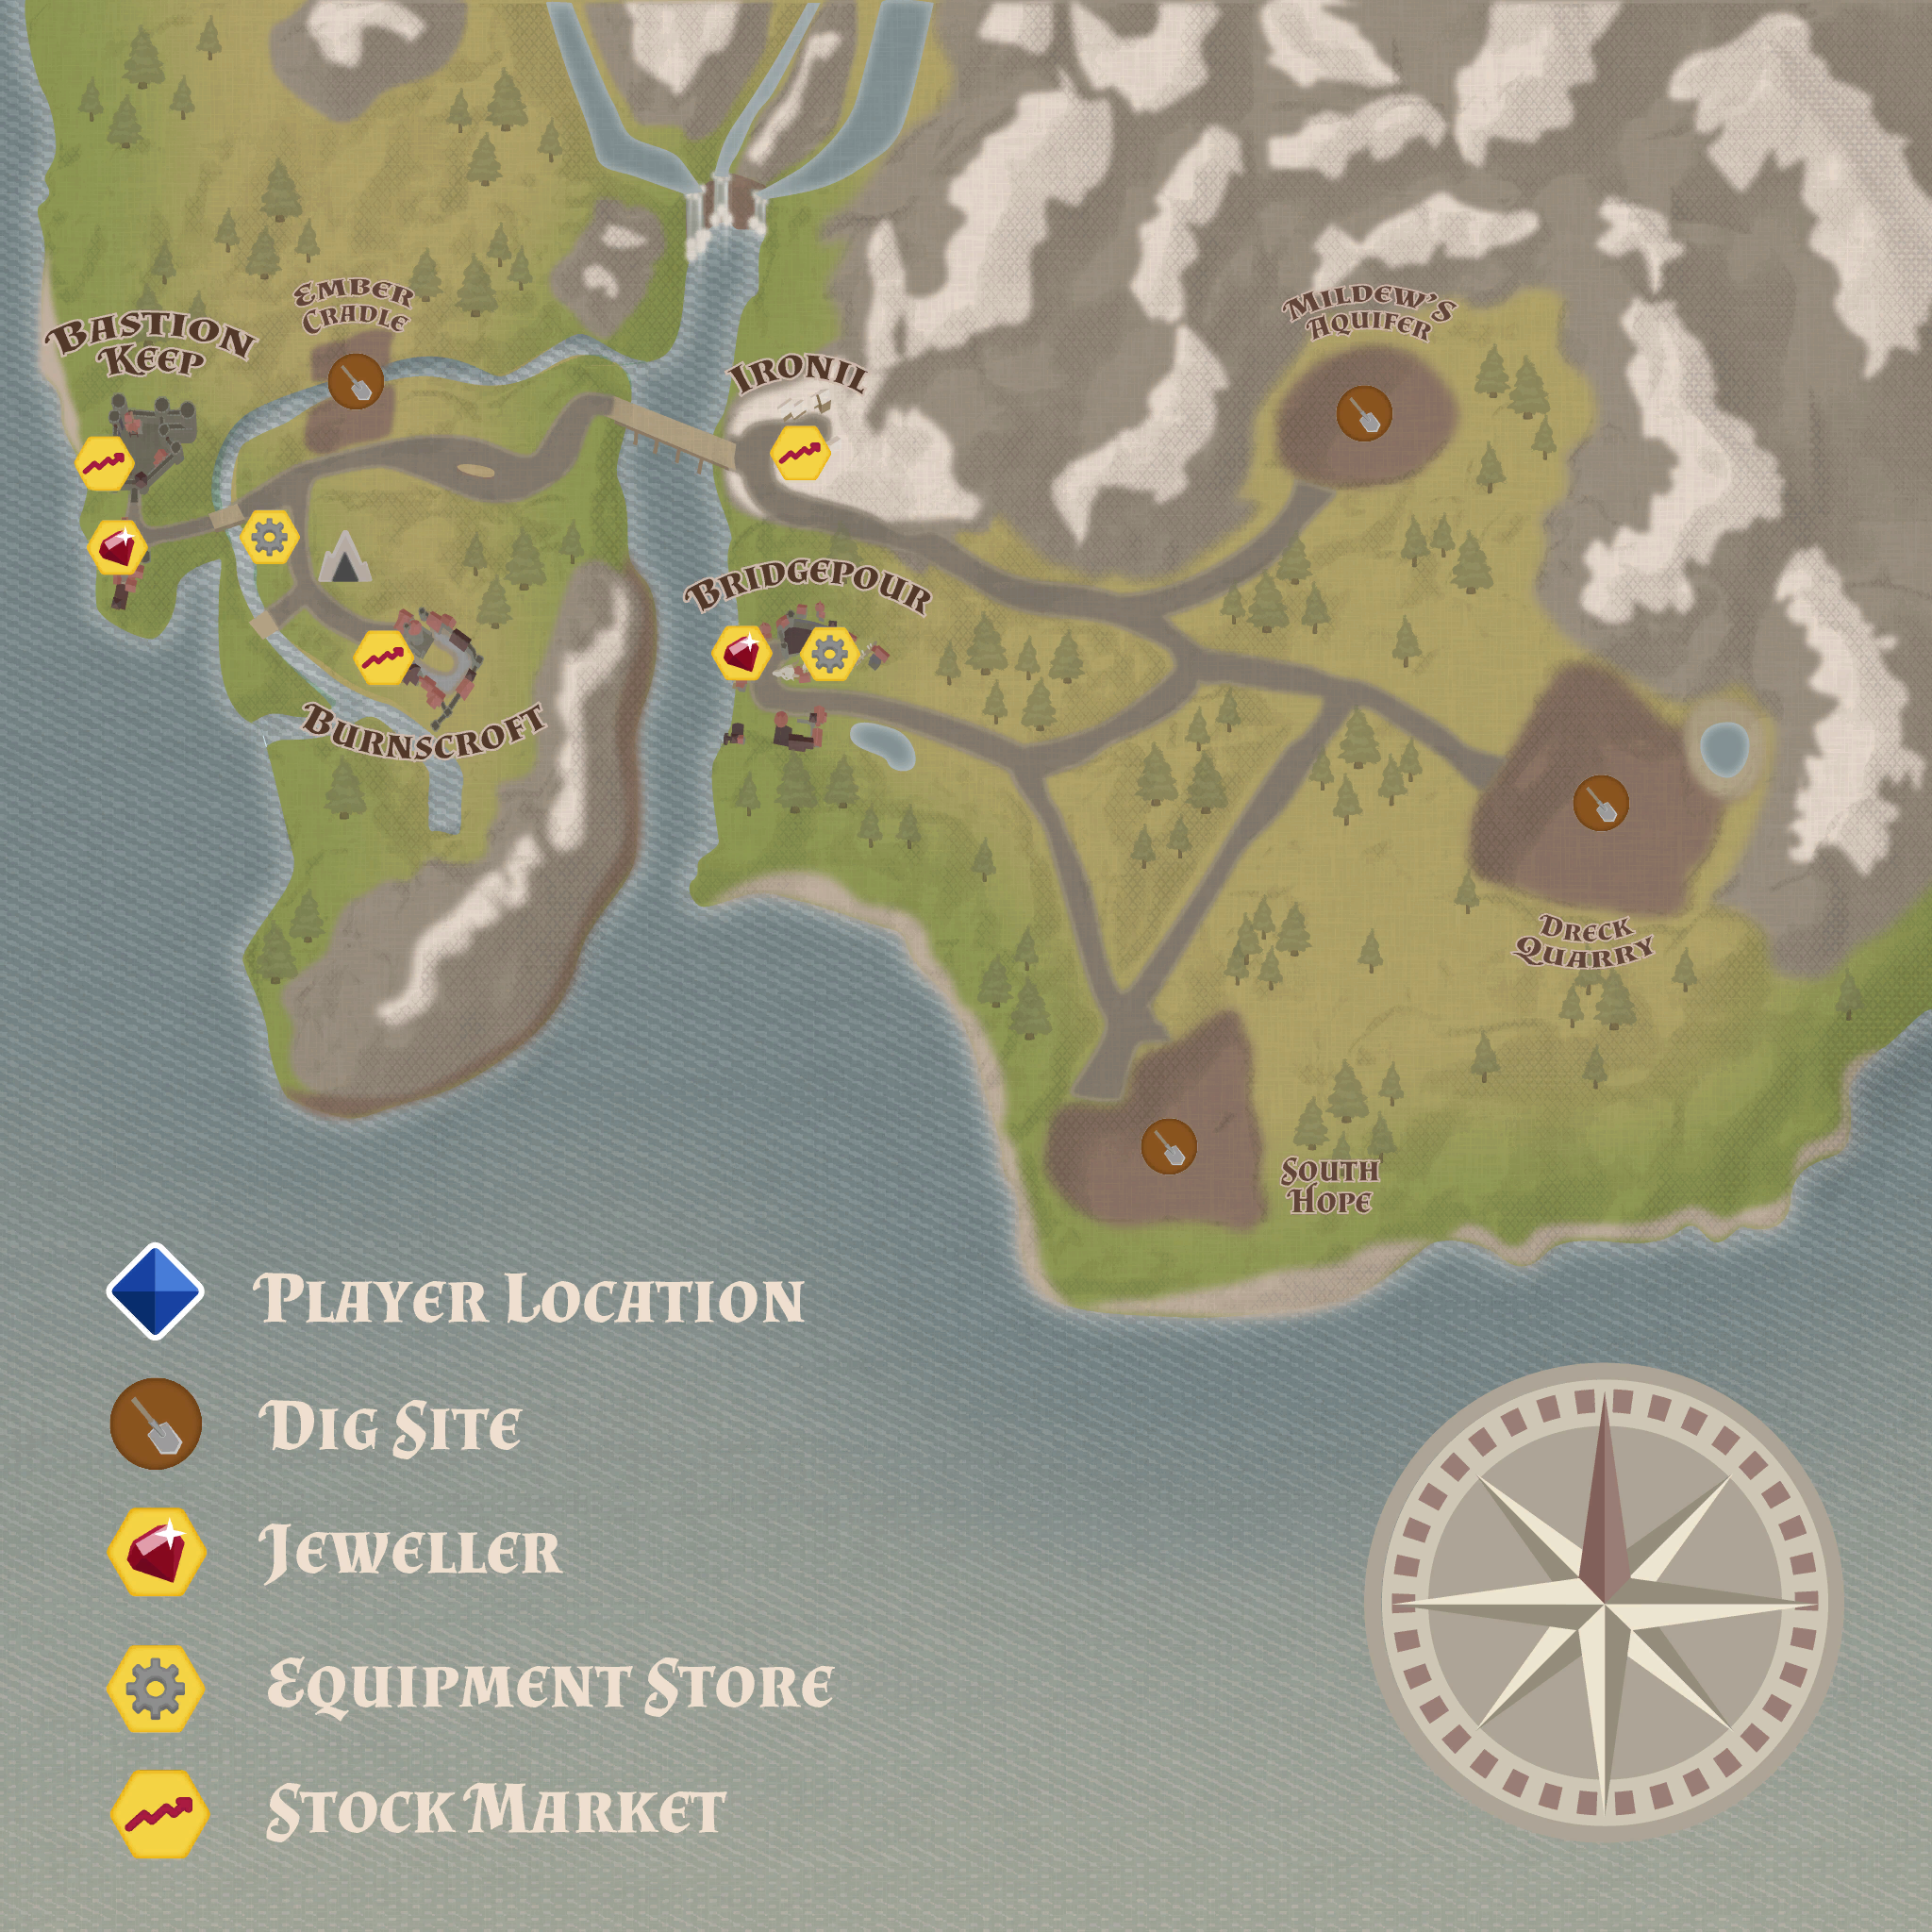 Ember
Cradle
Bastion
Keep
Mildew's
Aquifer
Ironil
Bridgepour
Burnscroft
Dreck
Quarry
South
Hope
Player Location
Dig Site
Jeweller
Equipment Store
Stock Market